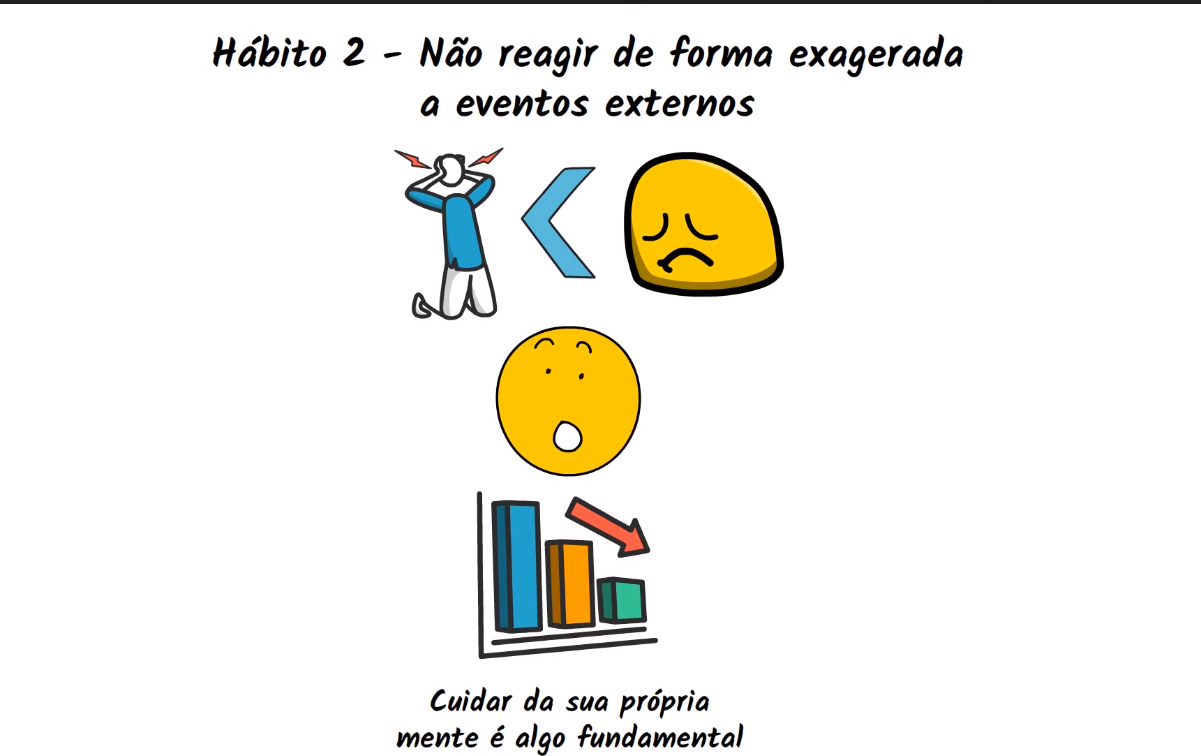 Hábito 2 - Não reagir de forma exagerada
a eventos externos
Cuidar da sua própria
mente é algo fundamental